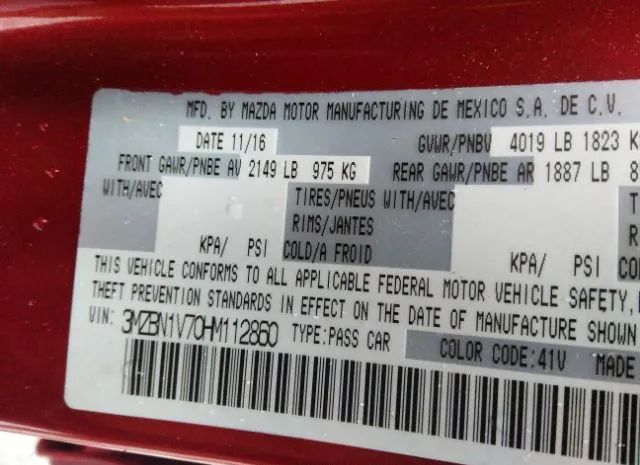 MFD. BY MAZDA MOTOR MANUFACTURING DE MEXICO S.A. DE C.V.
DATE 11/16 GVWR/PNBV 4019 LB 1823 K
FRONT GAWR/PNBE AV 2149 LB 975 KG REAR GAWR/PNBE AR 1887 LB 8
WITH/AVEC TIRES/PNEUS WITH/AVEC T
RIMS/JANTES R
KPA/ PSI COLD/A FROID KPA/ PSI C
THIS VEHICLE CONFORMS TO ALL APPLICABLE FEDERAL MOTOR VEHICLE SAFETY,
THEFT PREVENTION STANDARDS IN EFFECT ON THE DATE OF MANUFACTURE SHOWN
VIN: 3MZBN1V70HM112860 TYPE:PASS CAR
COLOR CODE:41V MADE